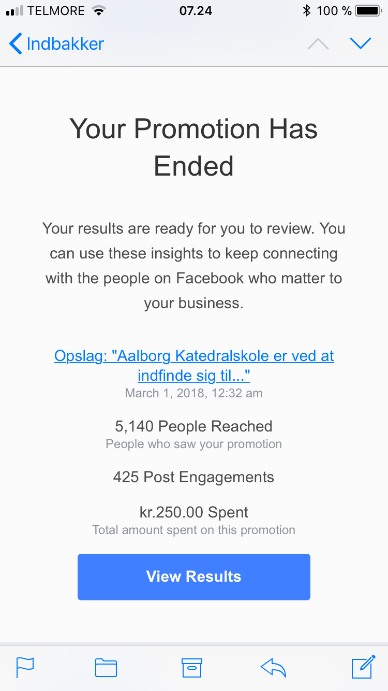 TELMORE 07.24 100 %
Indbakker
Your Promotion Has
Ended
Your results are ready for you to review. You
can use these insights to keep connecting
with the people on Facebook who matter to
your business.
Opslag: "Aalborg Katedralskole er ved at
indfinde sig til..."
March 1, 2018, 12:32 am
5,140 People Reached
People who saw your promotion
425 Post Engagements
kr.250.00 Spent
Total amount spent on this promotion
View Results